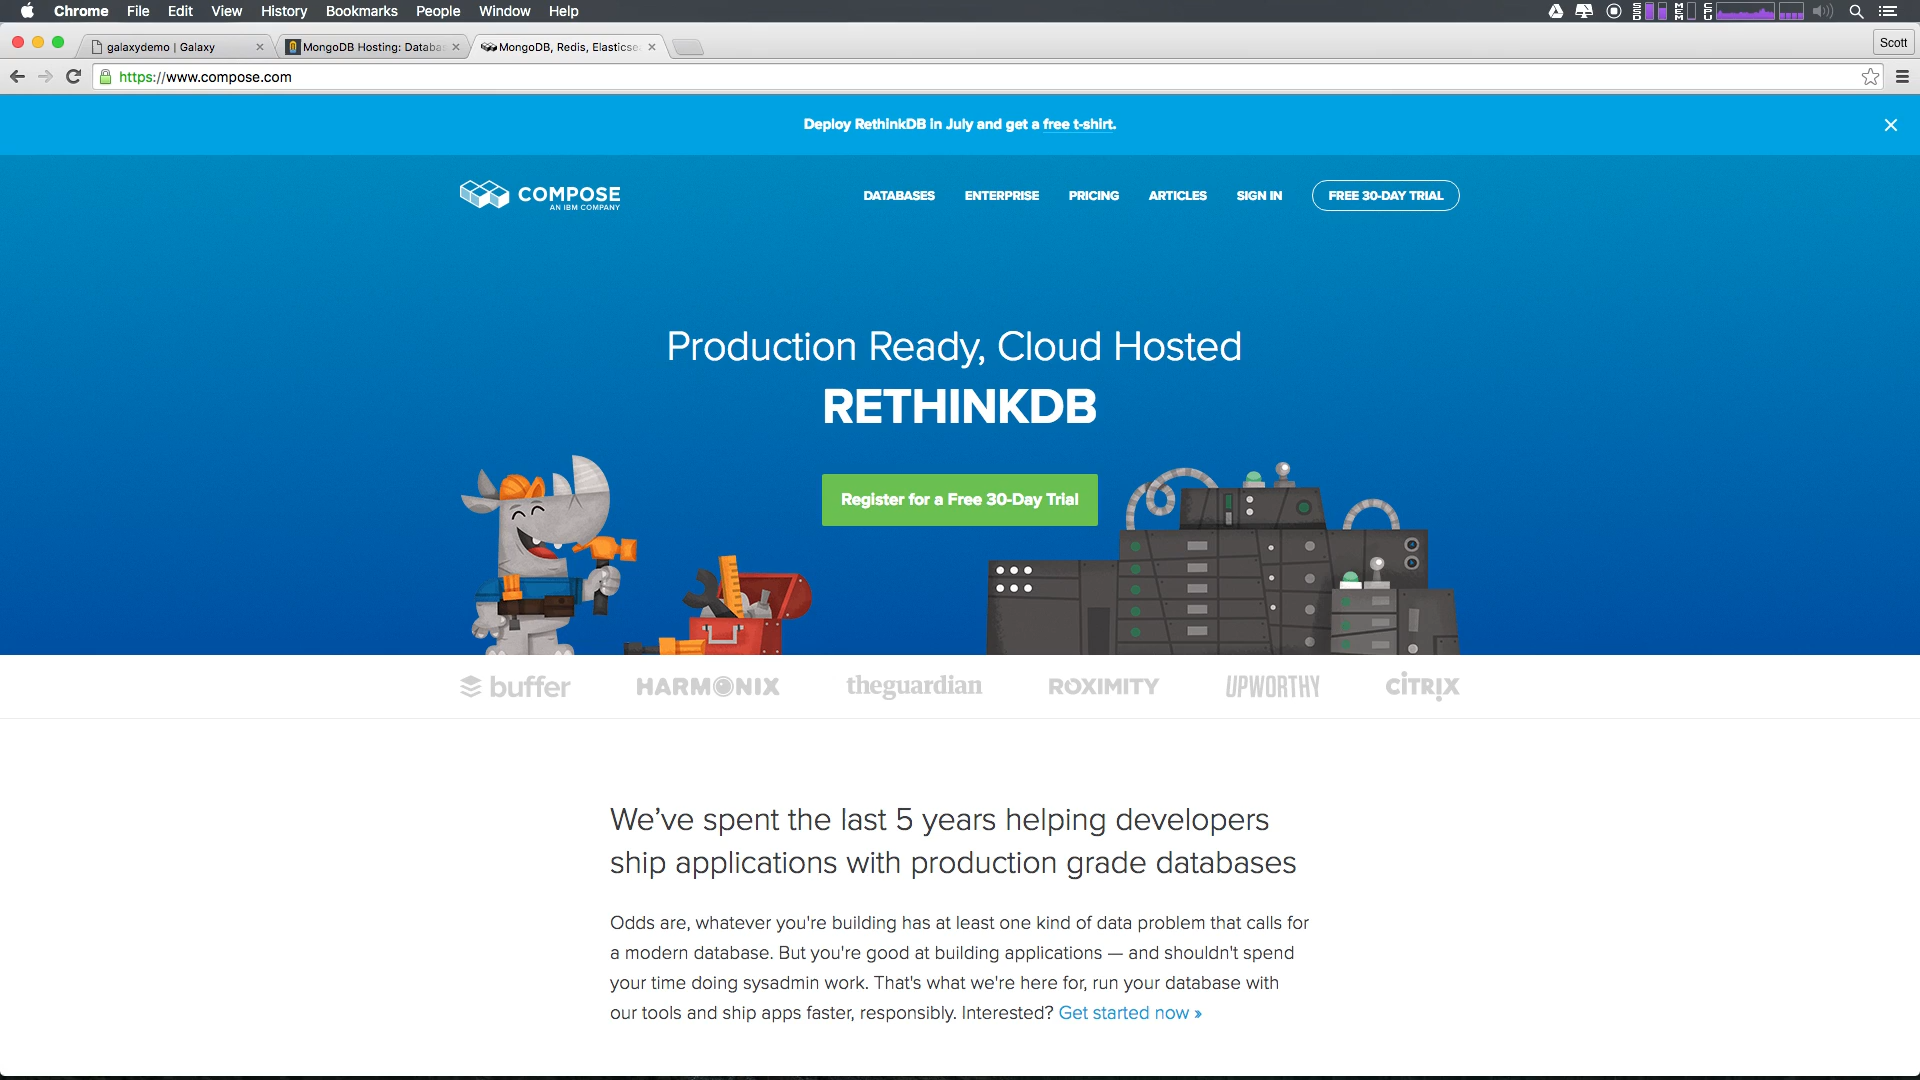 Chrome File Edit View History Bookmarks People Window Help
SSD MEM CPU
galaxydemo | Galaxy
MongoDB Hosting: Databa
MongoDB, Redis, Elasticse
Scott
https://www.compose.com
Deploy RethinkDB in July and get a free t-shirt.
COMPOSE
AN IBM COMPANY
DATABASES ENTERPRISE PRICING ARTICLES SIGN IN FREE 30-DAY TRIAL
Production Ready, Cloud Hosted
RETHINKDB
Register for a Free 30-Day Trial
buffer HARMONIX theguardian ROXIMITY UPWORTHY CİTRIX
We’ve spent the last 5 years helping developers
ship applications with production grade databases
Odds are, whatever you're building has at least one kind of data problem that calls for
a modern database. But you're good at building applications — and shouldn't spend
your time doing sysadmin work. That's what we're here for, run your database with
our tools and ship apps faster, responsibly. Interested? Get started now »